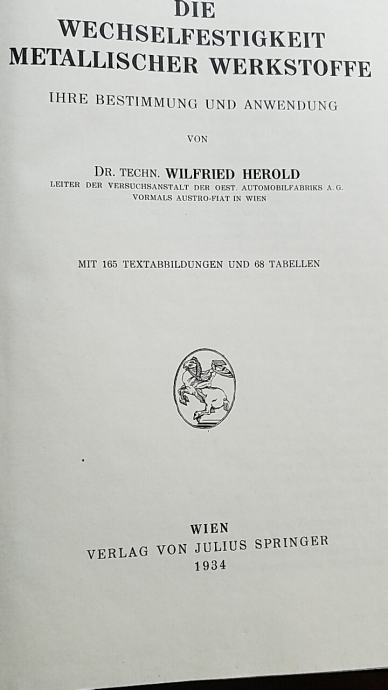 DIE
WECHSELFESTIGKEIT
METALLISCHER WERKSTOFFE
IHRE BESTIMMUNG UND ANWENDUNG
VON
DR. TECHN. WILFRIED HEROLD
LEITER DER VERSUCHSANSTALT DER OEST. AUTOMOBILFABRIKS A. G.
VORMALS AUSTRO-FIAT IN WIEN
MIT 165 TEXTABBILDUNGEN UND 68 TABELLEN
WIEN
VERLAG VON JULIUS SPRINGER
1934